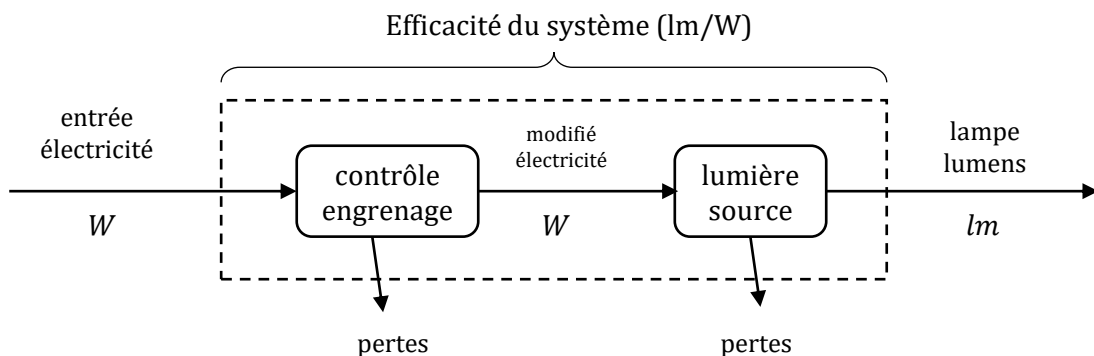 Efficacité du système (lm/W)
entrée
électricité
W
contrôle
engrenage
modifié
électricité
W
lumière
source
lampe
lumens
lm
pertes
pertes